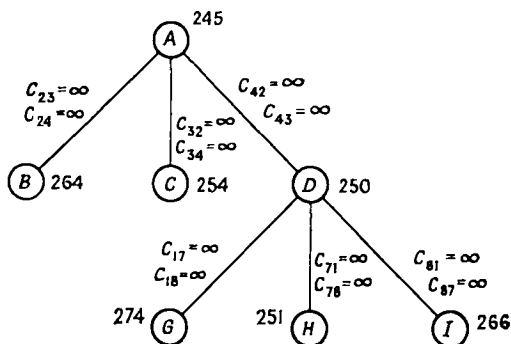 245
A
C₂₃=∞
C₂₄=∞
C₃₂=∞
C₃₄=∞
C₄₂=∞
C₄₃=∞
B 264
C 254
D 250
C₁₇=∞
C₁₈=∞
C₇₁=∞
C₇₈=∞
C₈₁=∞
C₈₇=∞
274 G
251 H
I 266